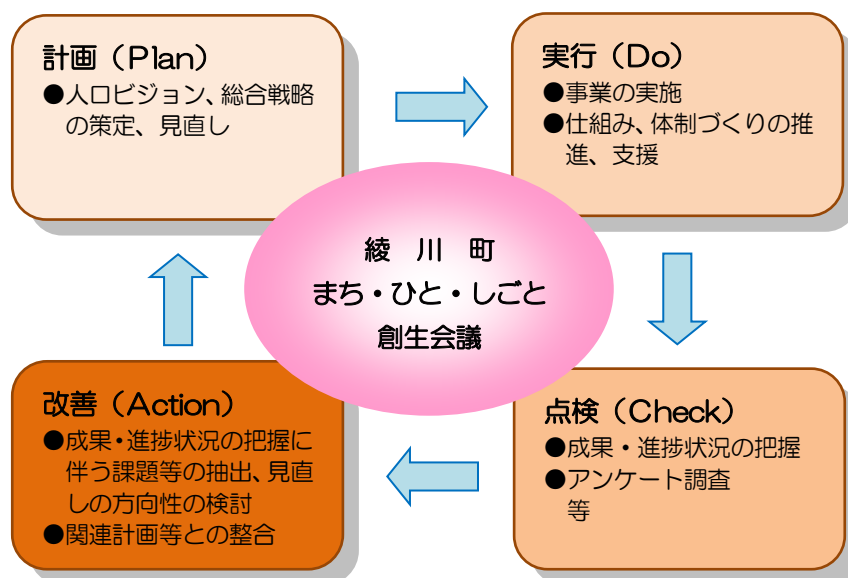 計画（Plan）
●人口ビジョン、総合戦略
の策定、見直し
実行（Do）
●事業の実施
●仕組み、体制づくりの推
進、支援
綾　川　町
まち・ひと・しごと
創生会議
改善（Action）
●成果・進捗状況の把握に
伴う課題等の抽出、見直
しの方向性の検討
●関連計画等との整合
点検（Check）
●成果・進捗状況の把握
●アンケート調査
等